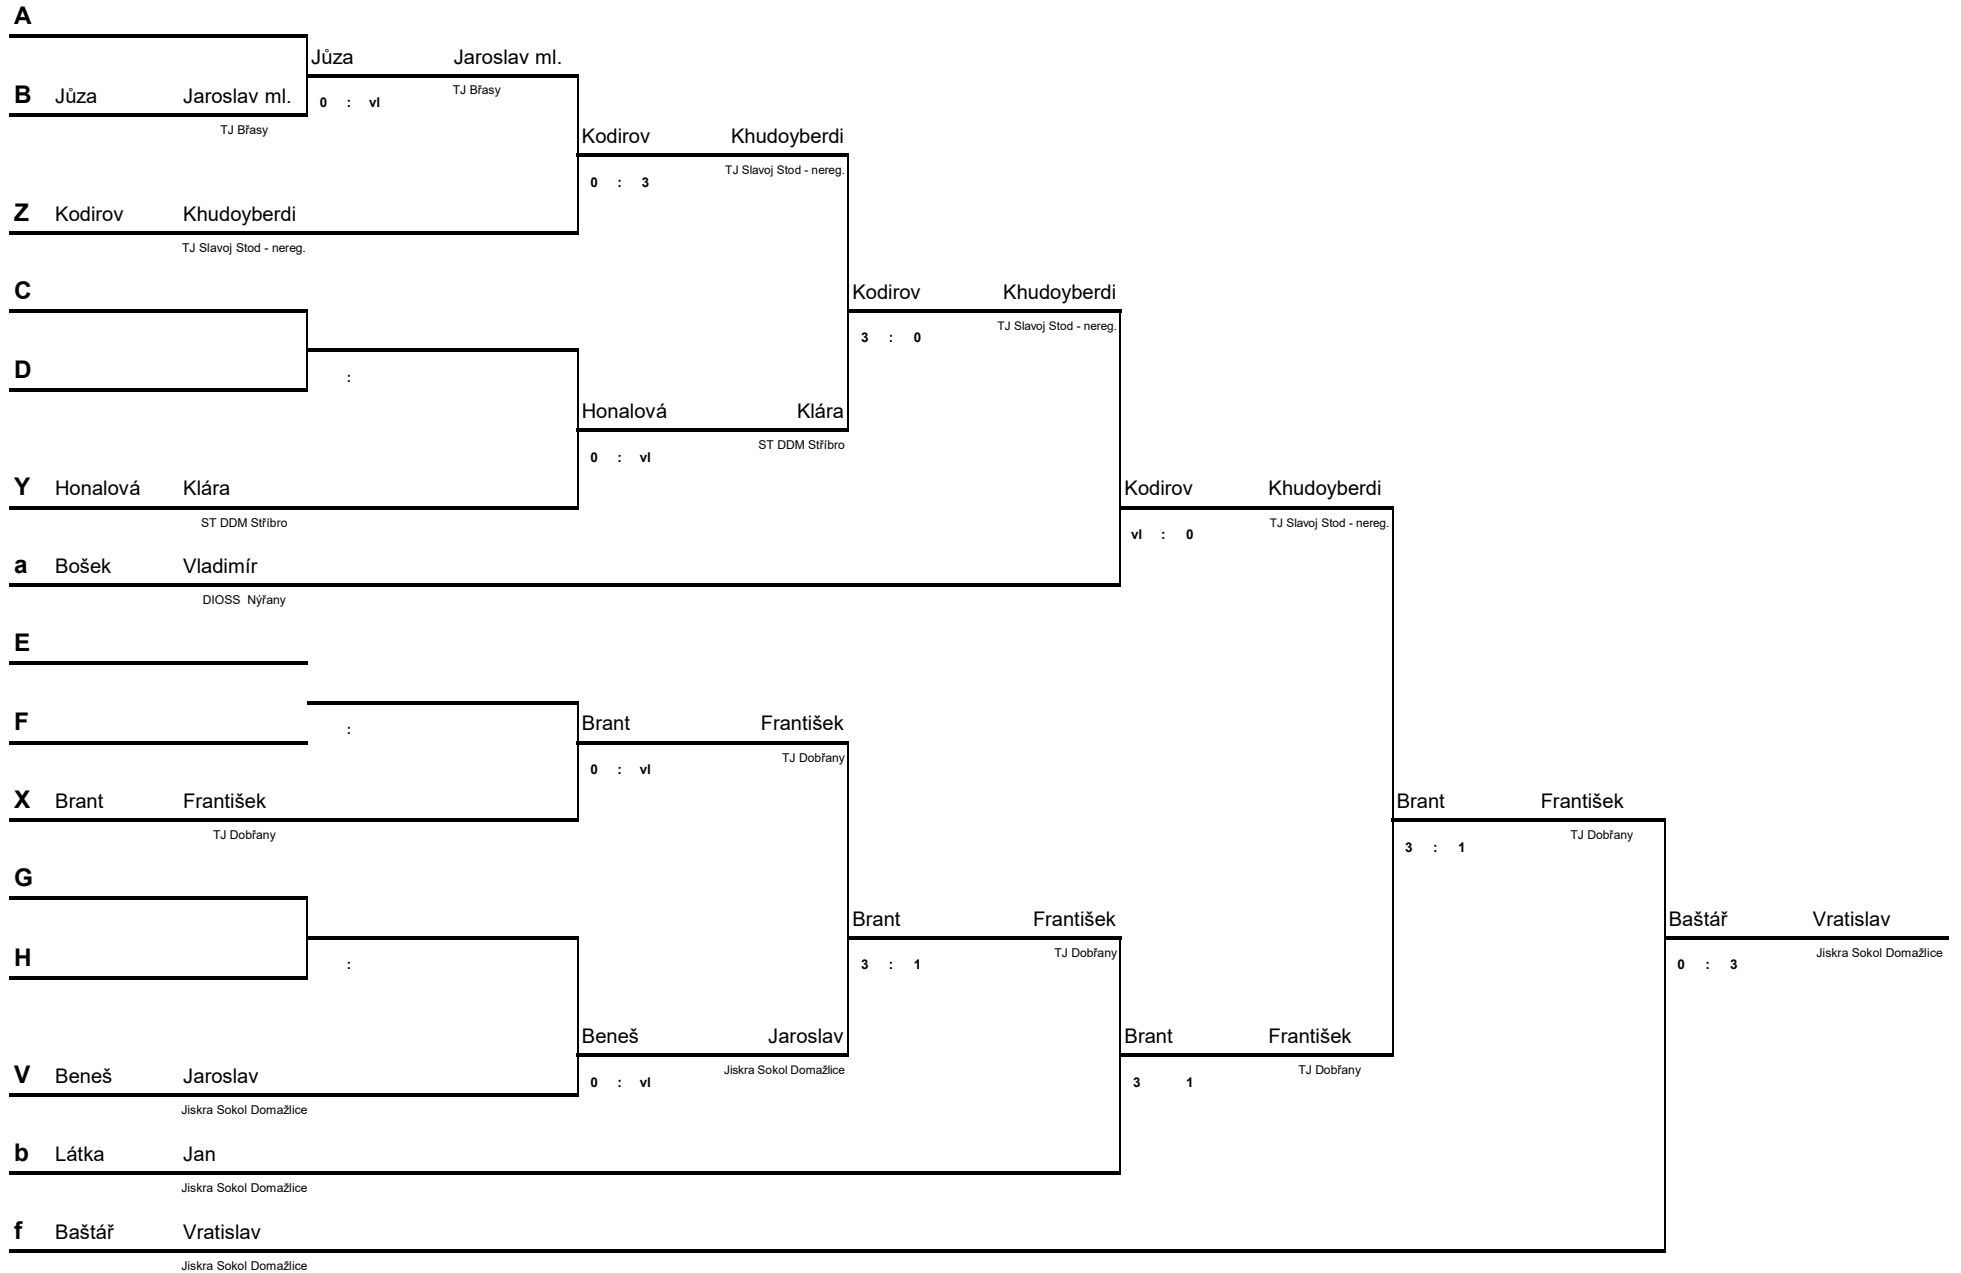 A
Jůza Jaroslav ml.
B Jůza Jaroslav ml. 0 : vl TJ Břasy
TJ Břasy
Kodirov Khudoyberdi
TJ Slavoj Stod - nereg.
0 : 3
Z Kodirov Khudoyberdi
TJ Slavoj Stod - nereg.
C
Kodirov Khudoyberdi
TJ Slavoj Stod - nereg.
3 : 0
D
:
Honalová Klára
ST DDM Stříbro
0 : vl
Y Honalová Klára
Kodirov Khudoyberdi
ST DDM Stříbro
TJ Slavoj Stod - nereg.
vl : 0
a Bošek Vladimír
DIOSS Nýřany
E
F
:
Brant František
TJ Dobřany
0 : vl
X Brant František
Brant František
TJ Dobřany
TJ Dobřany
3 : 1
G
Brant František
Baštář Vratislav
H
TJ Dobřany
Jiskra Sokol Domažlice
:
3 : 1
0 : 3
Beneš Jaroslav
Brant František
Jiskra Sokol Domažlice
TJ Dobřany
V Beneš Jaroslav
0 : vl
3 1
Jiskra Sokol Domažlice
b Látka Jan
Jiskra Sokol Domažlice
f Baštář Vratislav
Jiskra Sokol Domažlice